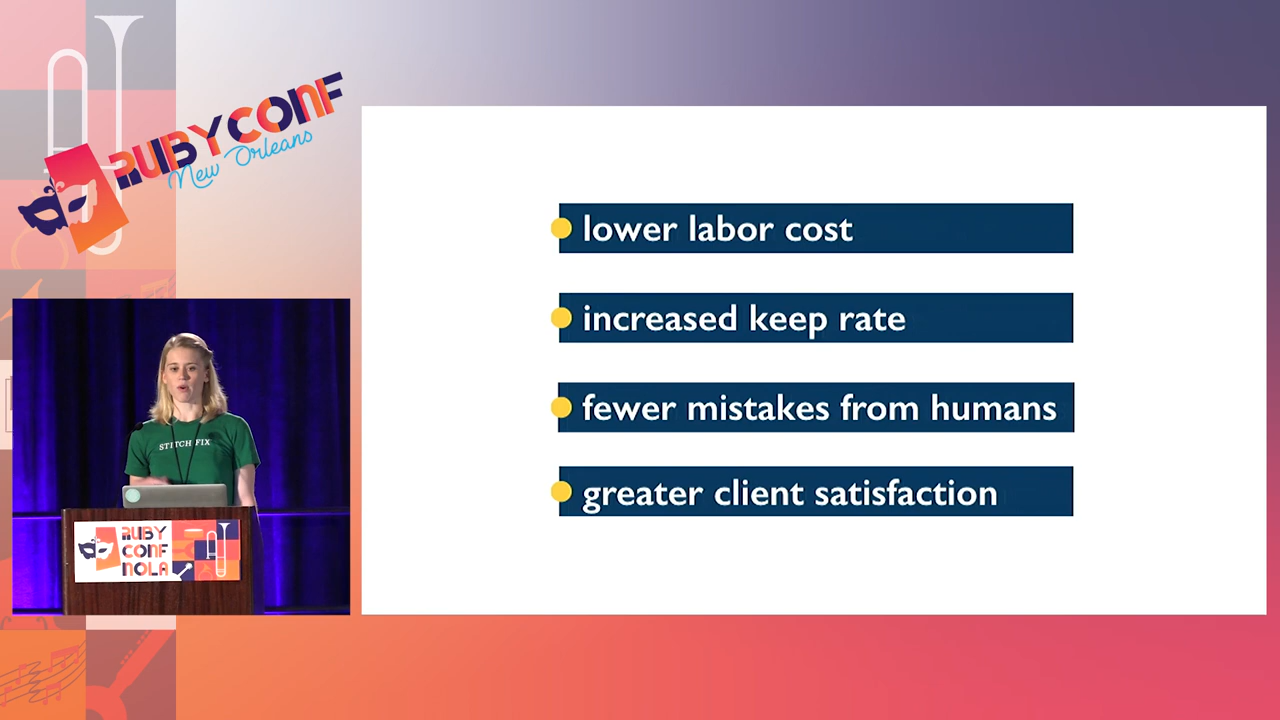 RUBYCONF
New Orleans
lower labor cost
increased keep rate
fewer mistakes from humans
greater client satisfaction
STITCH FIX
RUBY
CONF
NOLA